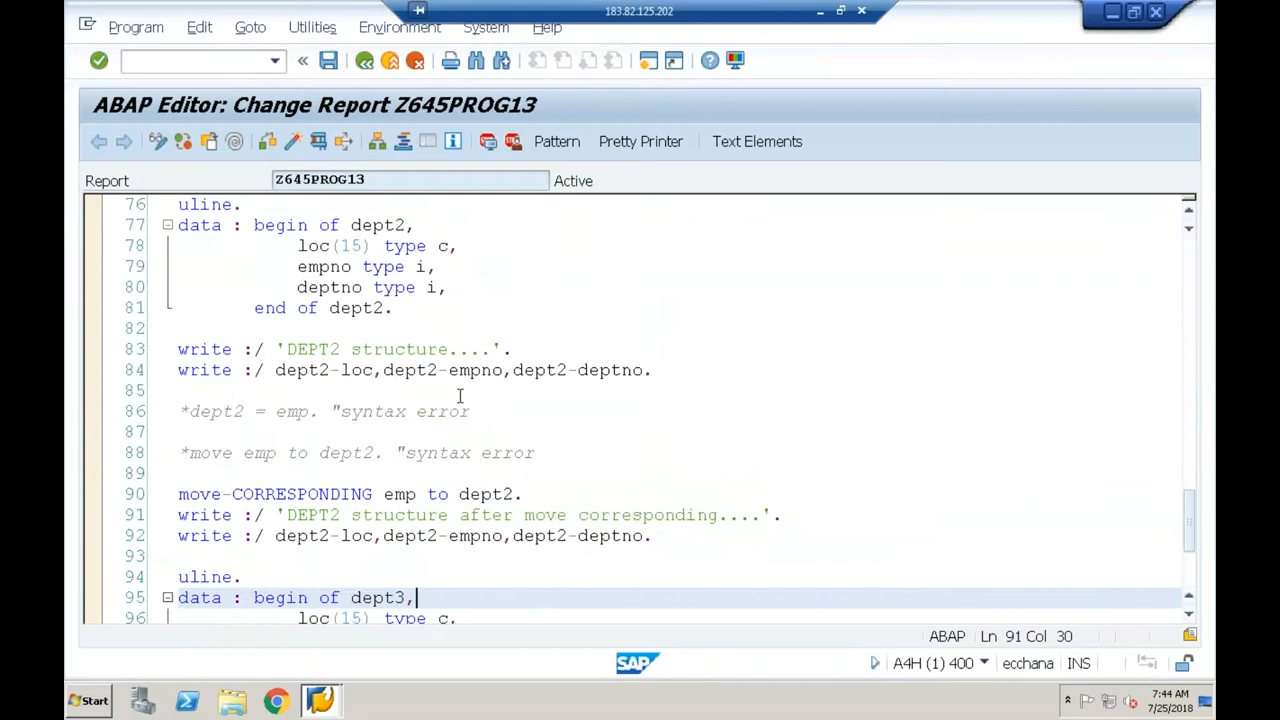 183.82.125.202
Program Edit Goto Utilities Environment System Help
ABAP Editor: Change Report Z645PROG13
Pattern Pretty Printer Text Elements
Report Z645PROG13 Active
76 uline.
77 data : begin of dept2,
78 loc(15) type c,
79 empno type i,
80 deptno type i,
81 end of dept2.
82
83 write :/ 'DEPT2 structure....'.
84 write :/ dept2-loc,dept2-empno,dept2-deptno.
85
86 *dept2 = emp. "syntax error
87
88 *move emp to dept2. "syntax error
89
90 move-CORRESPONDING emp to dept2.
91 write :/ 'DEPT2 structure after move corresponding....'.
92 write :/ dept2-loc,dept2-empno,dept2-deptno.
93
94 uline.
95 data : begin of dept3,
96 loc(15) type c,
ABAP Ln 91 Col 30
SAP A4H (1) 400 ecchana INS
Start 7:44 AM
7/25/2018